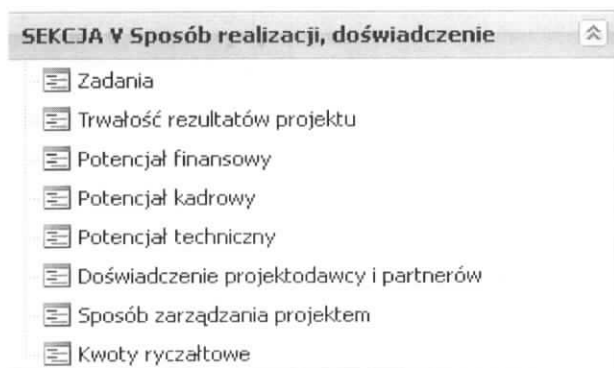 SEKCJA V Sposób realizacji, doświadczenie
Zadania
Trwałość rezultatów projektu
Potencjał finansowy
Potencjał kadrowy
Potencjał techniczny
Doświadczenie projektodawcy i partnerów
Sposób zarządzania projektem
Kwoty ryczałtowe